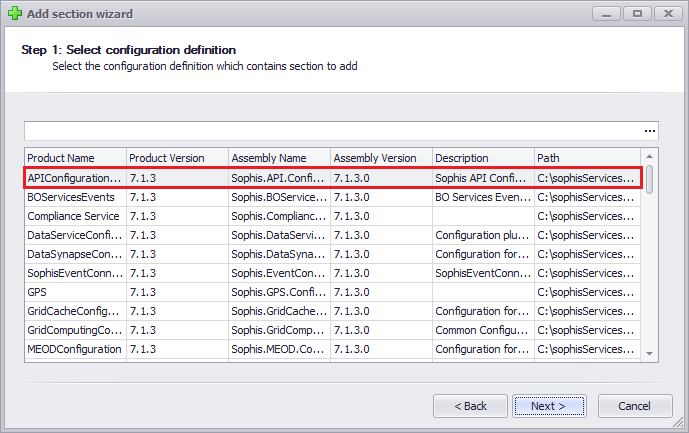 Add section wizard
Step 1: Select configuration definition
Select the configuration definition which contains section to add
...
Product Name Product Version Assembly Name Assembly Version Description Path
APIConfiguration... 7.1.3 Sophis.API.Confi... 7.1.3.0 Sophis API Confi... C:\sophisServices...
BOServicesEvents 7.1.3 Sophis.BOService... 7.1.3.0 BO Services Even... C:\sophisServices...
Compliance Service 7.1.3 Sophis.Complianc... 7.1.3.0 C:\sophisServices...
DataServiceConfi... 7.1.3 Sophis.DataServi... 7.1.3.0 Configuration plu... C:\sophisServices...
DataSynapseConf... 7.1.3 Sophis.DataSyna... 7.1.3.0 Configuration for... C:\sophisServices...
SophisEventConn... 7.1.3 Sophis.EventCon... 7.1.3.0 SophisEventConn... C:\sophisServices...
GPS 7.1.3 Sophis.GPS.Confi... 7.1.3.0 C:\sophisServices...
GridCacheConfig... 7.1.3 Sophis.GridCache... 7.1.3.0 Configuration for... C:\sophisServices...
GridComputingCo... 7.1.3 Sophis.GridComp... 7.1.3.0 Common Configu... C:\sophisServices...
MEODConfiguration 7.1.3 Sophis.MEOD.Co... 7.1.3.0 Configuration for... C:\sophisServices...
< Back Next > Cancel